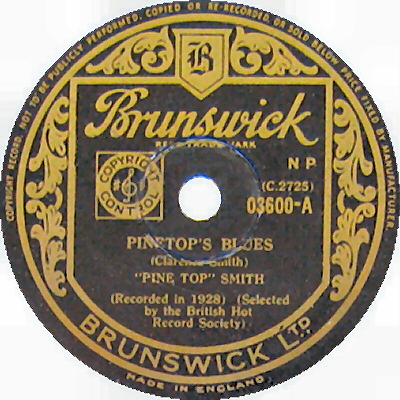 COPYRIGHT RECORD. NOT TO BE PUBLICLY PERFORMED, COPIED OR RE-RECORDED, OR SOLD BELOW PRICE FIXED BY MANUFACTURER.
B
Brunswick
REGD TRADE MARK
COPYRIGHT
CONTROL
N P
(C.2725)
03600-A
PINETOP'S BLUES
(Clarence Smith)
"PINE TOP" SMITH
(Recorded in 1928) (Selected
by the British Hot
Record Society)
BRUNSWICK LTD.
MADE IN ENGLAND